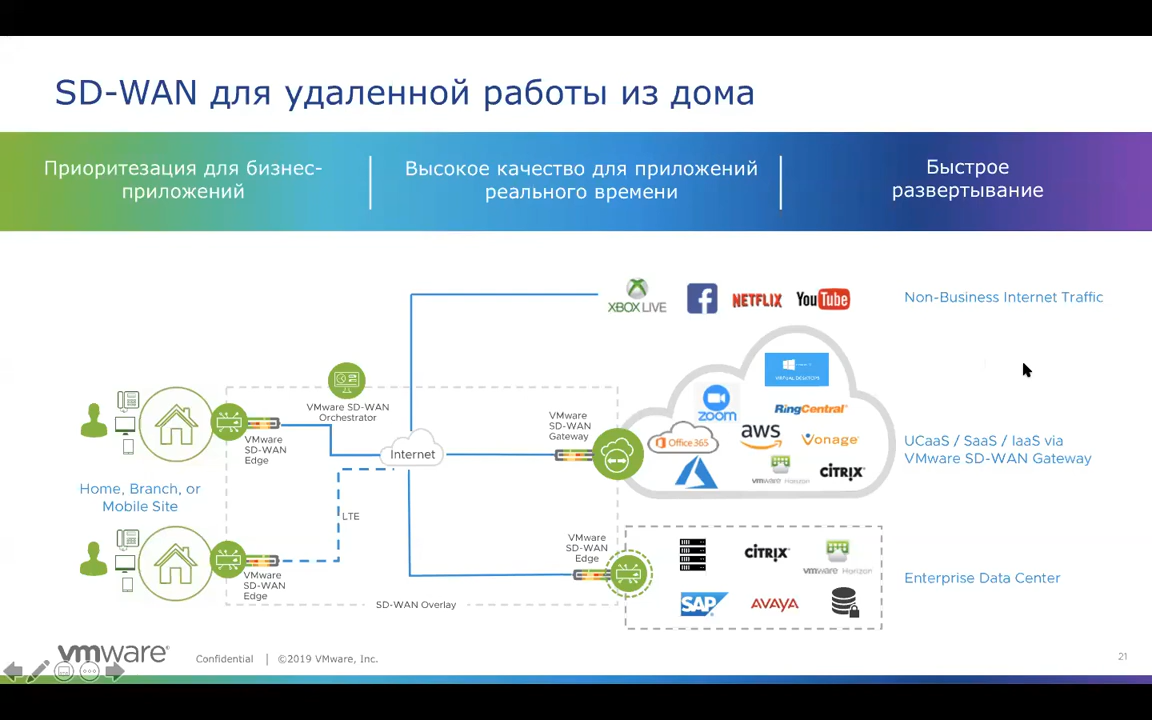 SD-WAN для удаленной работы из дома
Приоритезация для бизнес-
приложений
Высокое качество для приложений
реального времени
Быстрое
развертывание
XBOX LIVE
NETFLIX
YouTube
Non-Business Internet Traffic
VMware SD-WAN
Orchestrator
VMware
SD-WAN
Edge
Internet
VMware
SD-WAN
Gateway
VIRTUAL DESKTOPS
zoom
RingCentral
Office 365
aws
VONAGE
vmware Horizon
CITRIX
UCaaS / SaaS / IaaS via
VMware SD-WAN Gateway
Home, Branch, or
Mobile Site
LTE
VMware
SD-WAN
Edge
VMware
SD-WAN
Edge
SD-WAN Overlay
CITRIX
vmware Horizon
SAP
AVAYA
Enterprise Data Center
vmware
Confidential | ©2019 VMware, Inc.
21